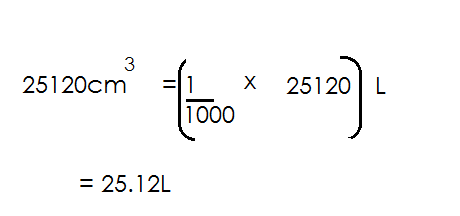 25120cm³ = (1/1000 x 25120) L
= 25.12L